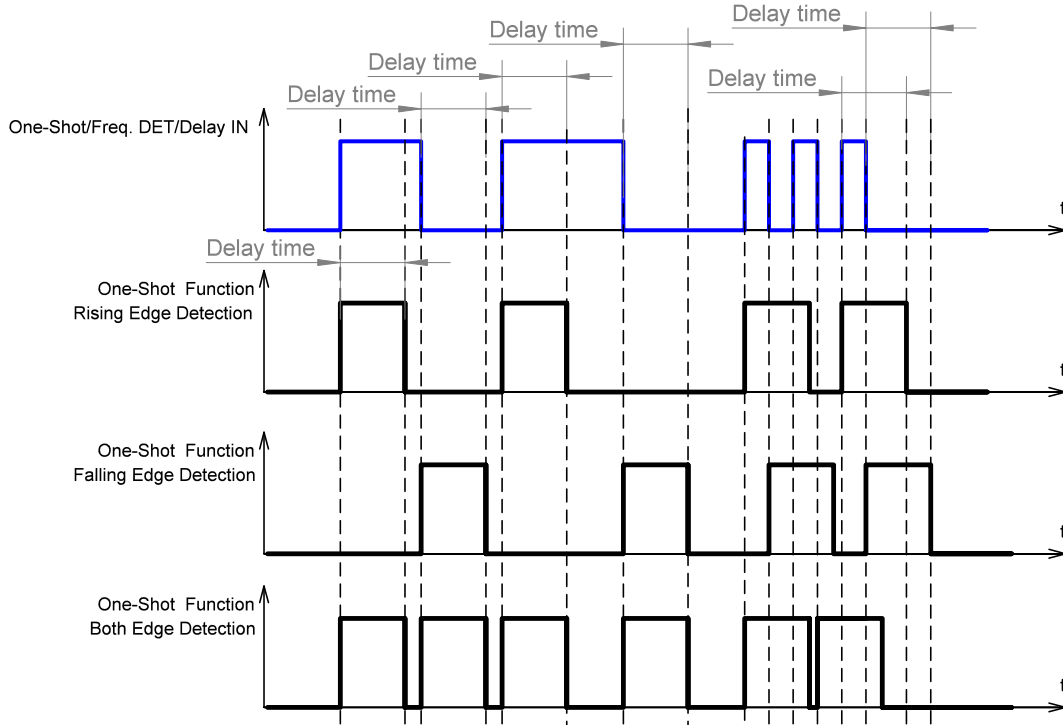 Delay time
Delay time
Delay time
Delay time
Delay time
One-Shot/Freq. DET/Delay IN
t
Delay time
One-Shot Function
Rising Edge Detection
t
One-Shot Function
Falling Edge Detection
t
One-Shot Function
Both Edge Detection
t